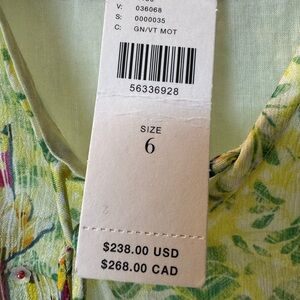 V: 036068
S: 0000035
C: GN/VT MOT
56336928
SIZE
6
$238.00 USD
$268.00 CAD